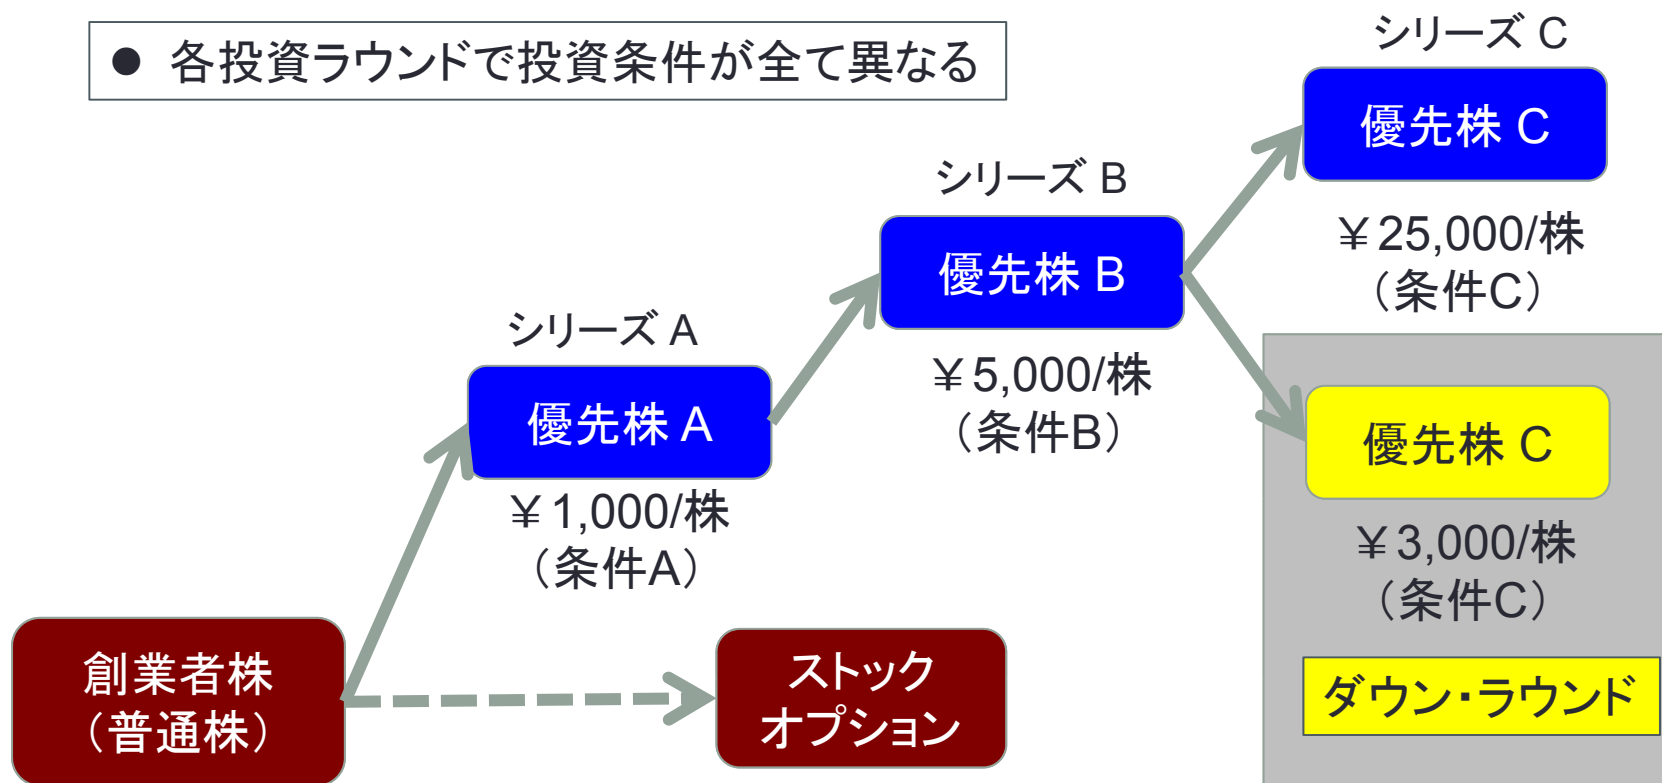 ● 各投資ラウンドで投資条件が全て異なる
シリーズ C
優先株 C
￥25,000/株
（条件C）
シリーズ B
優先株 B
￥5,000/株
（条件B）
シリーズ A
優先株 A
￥1,000/株
（条件A）
優先株 C
￥3,000/株
（条件C）
ダウン・ラウンド
創業者株
（普通株）
ストック
オプション